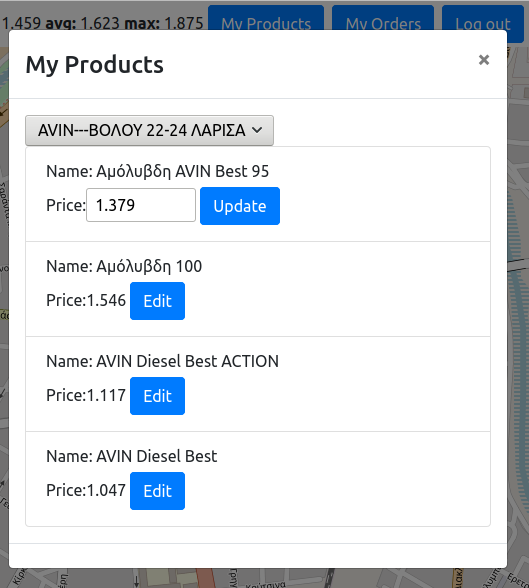 1.459 avg: 1.623 max: 1.875 My Products My Orders Log out
My Products ×
AVIN---ΒΟΛΟΥ 22-24 ΛΑΡΙΣΑ
Name: Αμόλυβδη AVIN Best 95
Price: 1.379 Update
Name: Αμόλυβδη 100
Price:1.546 Edit
Name: AVIN Diesel Best ACTION
Price:1.117 Edit
Name: AVIN Diesel Best
Price:1.047 Edit